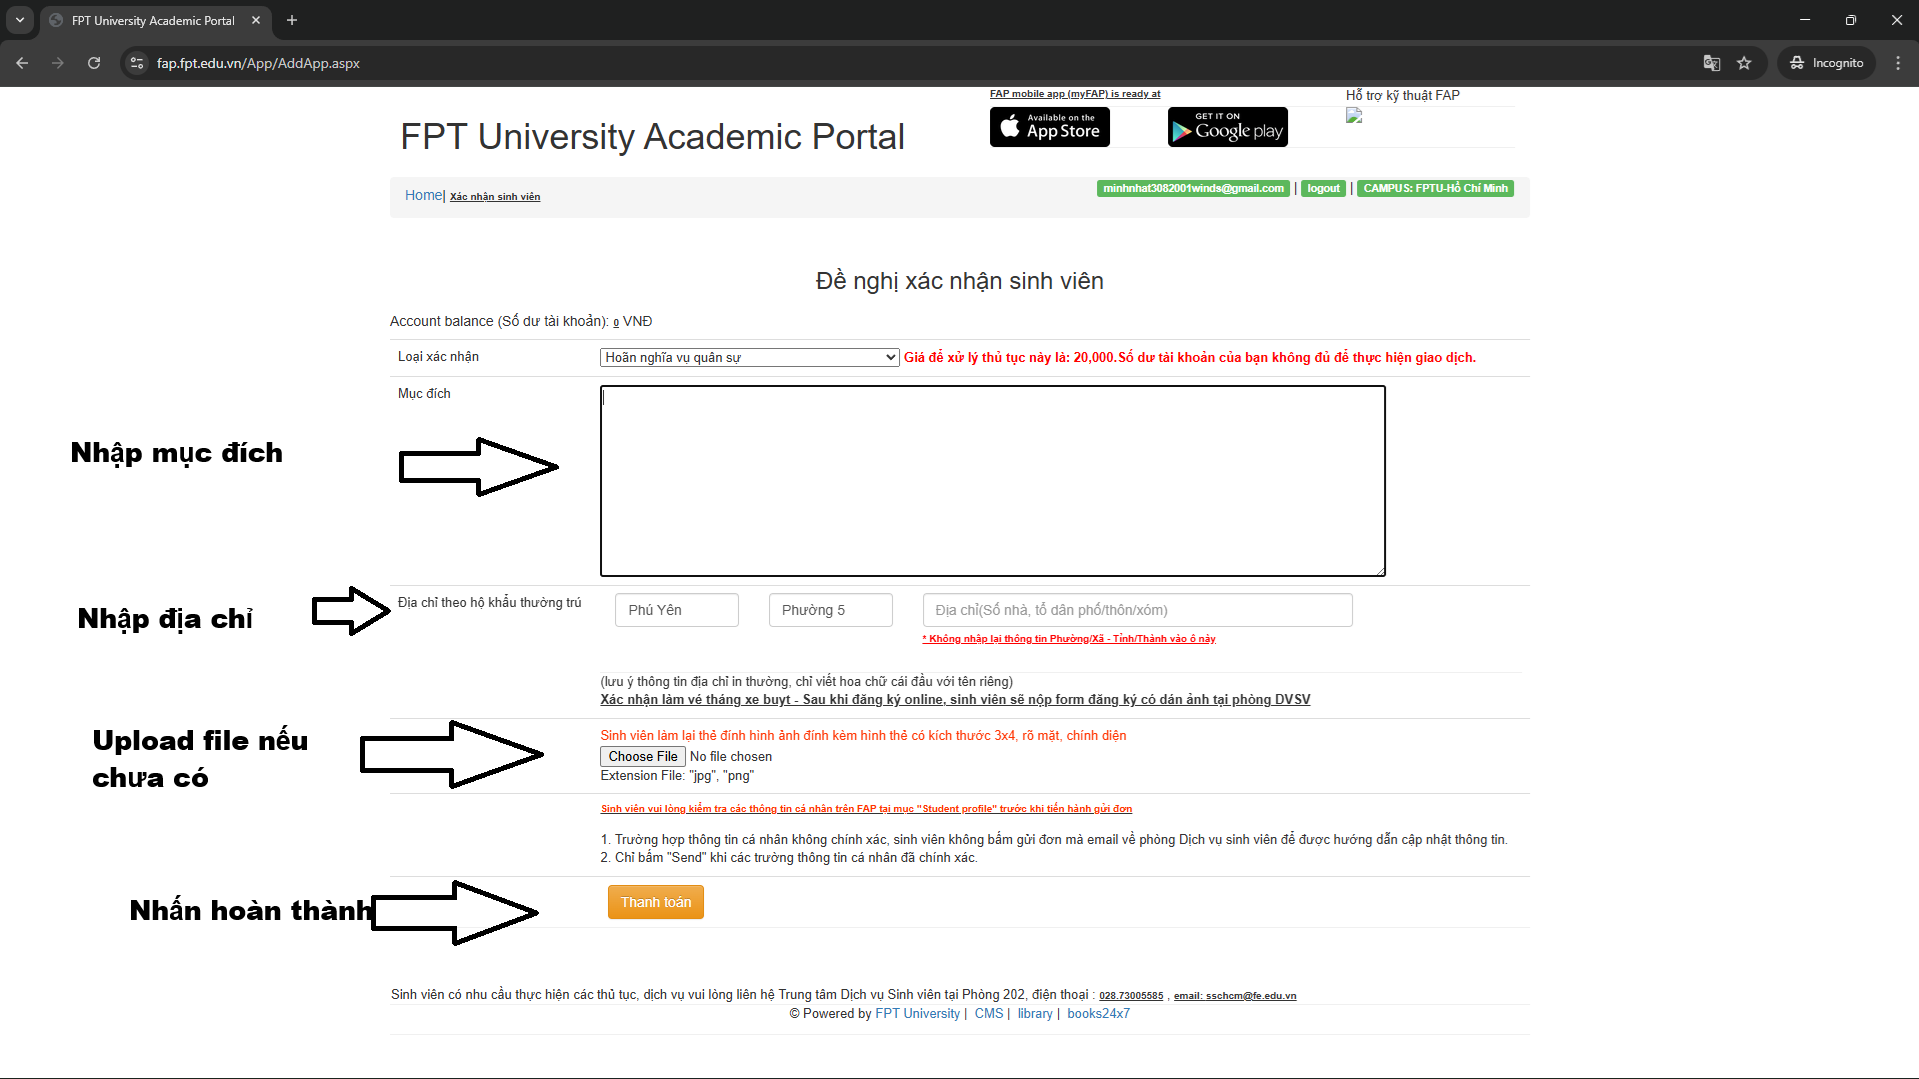 FPT University Academic Portal
fap.fpt.edu.vn/App/AddApp.aspx
Incognito
FAP mobile app (myFAP) is ready at
Hỗ trợ kỹ thuật FAP
Available on the
App Store
GET IT ON
Google play
FPT University Academic Portal
Home| Xác nhận sinh viên
minhnhat3082001winds@gmail.com | logout | CAMPUS: FPTU-Hồ Chí Minh
Đề nghị xác nhận sinh viên
Account balance (Số dư tài khoản): 0 VNĐ
Loại xác nhận
Hoãn nghĩa vụ quân sự
Giá để xử lý thủ tục này là: 20,000.Số dư tài khoản của bạn không đủ để thực hiện giao dịch.
Mục đích
Nhập mục đích
Nhập địa chỉ
Địa chỉ theo hộ khẩu thường trú
Phú Yên
Phường 5
Địa chỉ(Số nhà, tổ dân phố/thôn/xóm)
* Không nhập lại thông tin Phường/Xã - Tỉnh/Thành vào ô này
(lưu ý thông tin địa chỉ in thường, chỉ viết hoa chữ cái đầu với tên riêng)
Xác nhận làm vé tháng xe buyt - Sau khi đăng ký online, sinh viên sẽ nộp form đăng ký có dán ảnh tại phòng DVSV
Upload file nếu
chưa có
Sinh viên làm lại thẻ đính hình ảnh đính kèm hình thẻ có kích thước 3x4, rõ mặt, chính diện
Choose File No file chosen
Extension File: "jpg", "png"
Sinh viên vui lòng kiểm tra các thông tin cá nhân trên FAP tại mục "Student profile" trước khi tiến hành gửi đơn
1. Trường hợp thông tin cá nhân không chính xác, sinh viên không bấm gửi đơn mà email về phòng Dịch vụ sinh viên để được hướng dẫn cập nhật thông tin.
2. Chỉ bấm "Send" khi các trường thông tin cá nhân đã chính xác.
Nhấn hoàn thành
Thanh toán
Sinh viên có nhu cầu thực hiện các thủ tục, dịch vụ vui lòng liên hệ Trung tâm Dịch vụ Sinh viên tại Phòng 202, điện thoại : 028.73005585 , email: sschcm@fe.edu.vn
© Powered by FPT University | CMS | library | books24x7